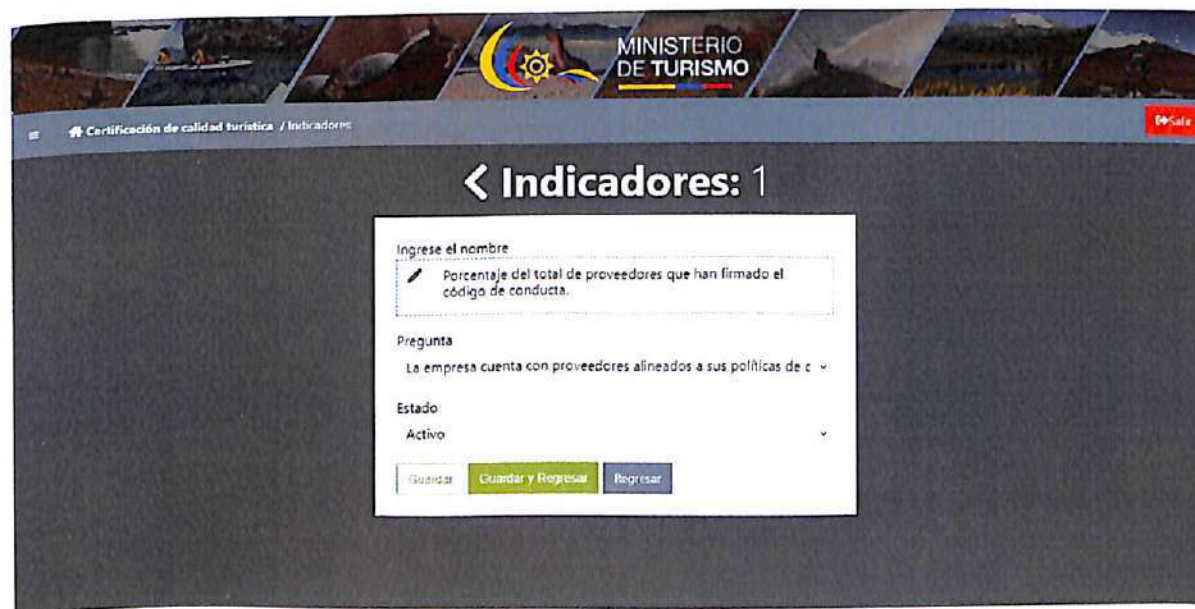 MINISTERIO
DE TURISMO
Certificación de calidad turística / Indicadores
Salir
Indicadores: 1
Ingrese el nombre
Porcentaje del total de proveedores que han firmado el
código de conducta.
Pregunta
La empresa cuenta con proveedores alineados a sus políticas de c
Estado
Activo
Guardar Guardar y Regresar Regresar